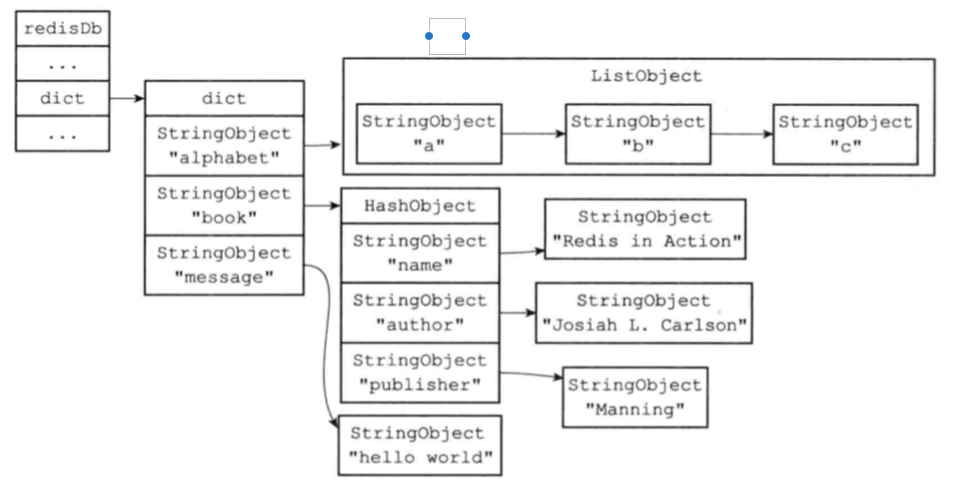 redisDb
...
dict
...
dict
StringObject
"alphabet"
StringObject
"book"
StringObject
"message"
ListObject
StringObject
"a"
StringObject
"b"
StringObject
"c"
HashObject
StringObject
"name"
StringObject
"author"
StringObject
"publisher"
StringObject
"Redis in Action"
StringObject
"Josiah L. Carlson"
StringObject
"Manning"
StringObject
"hello world"